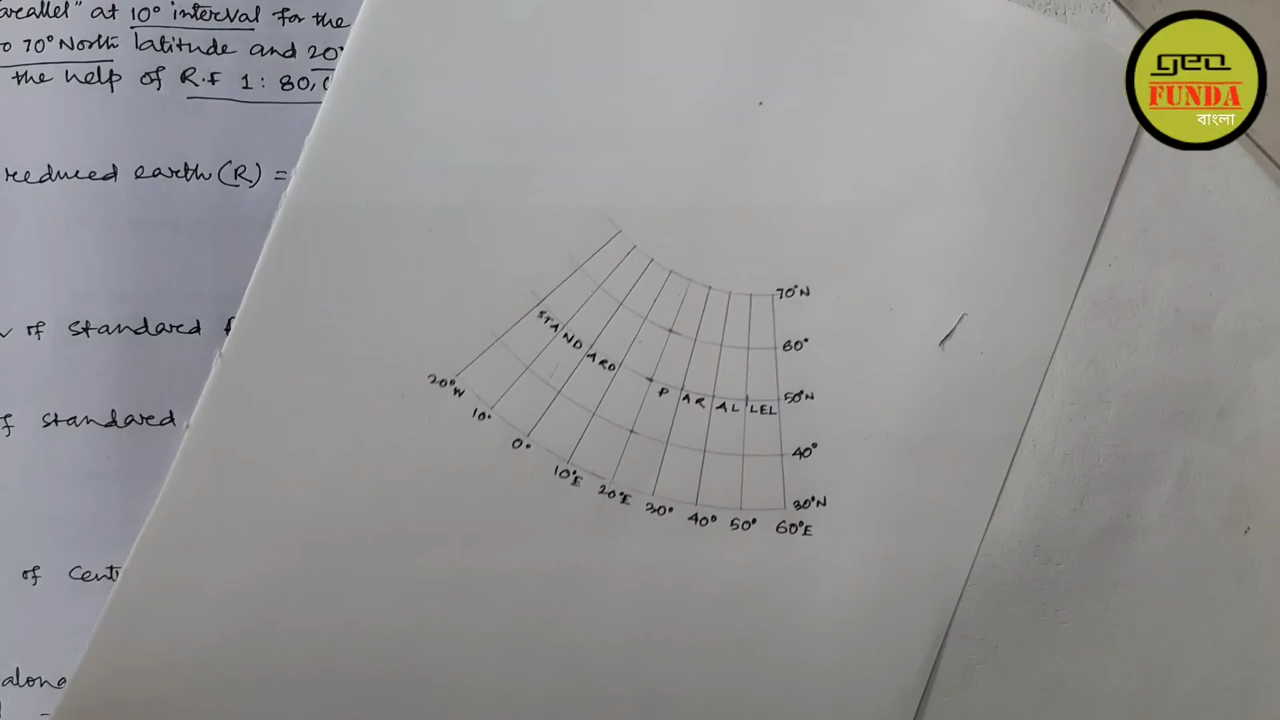 arallel" at 10° interval for the
o 70° North latitude and 20°
the help of R.F 1: 80,0
reduced earth (R) =
of standard
of standard
of Cent
along
GEO
FUNDA
বাংলা
70°N
60°
50°N
40°
30°N
STANDARD PARALLEL
20°W 10° 0° 10°E 20°E 30° 40° 50° 60°E